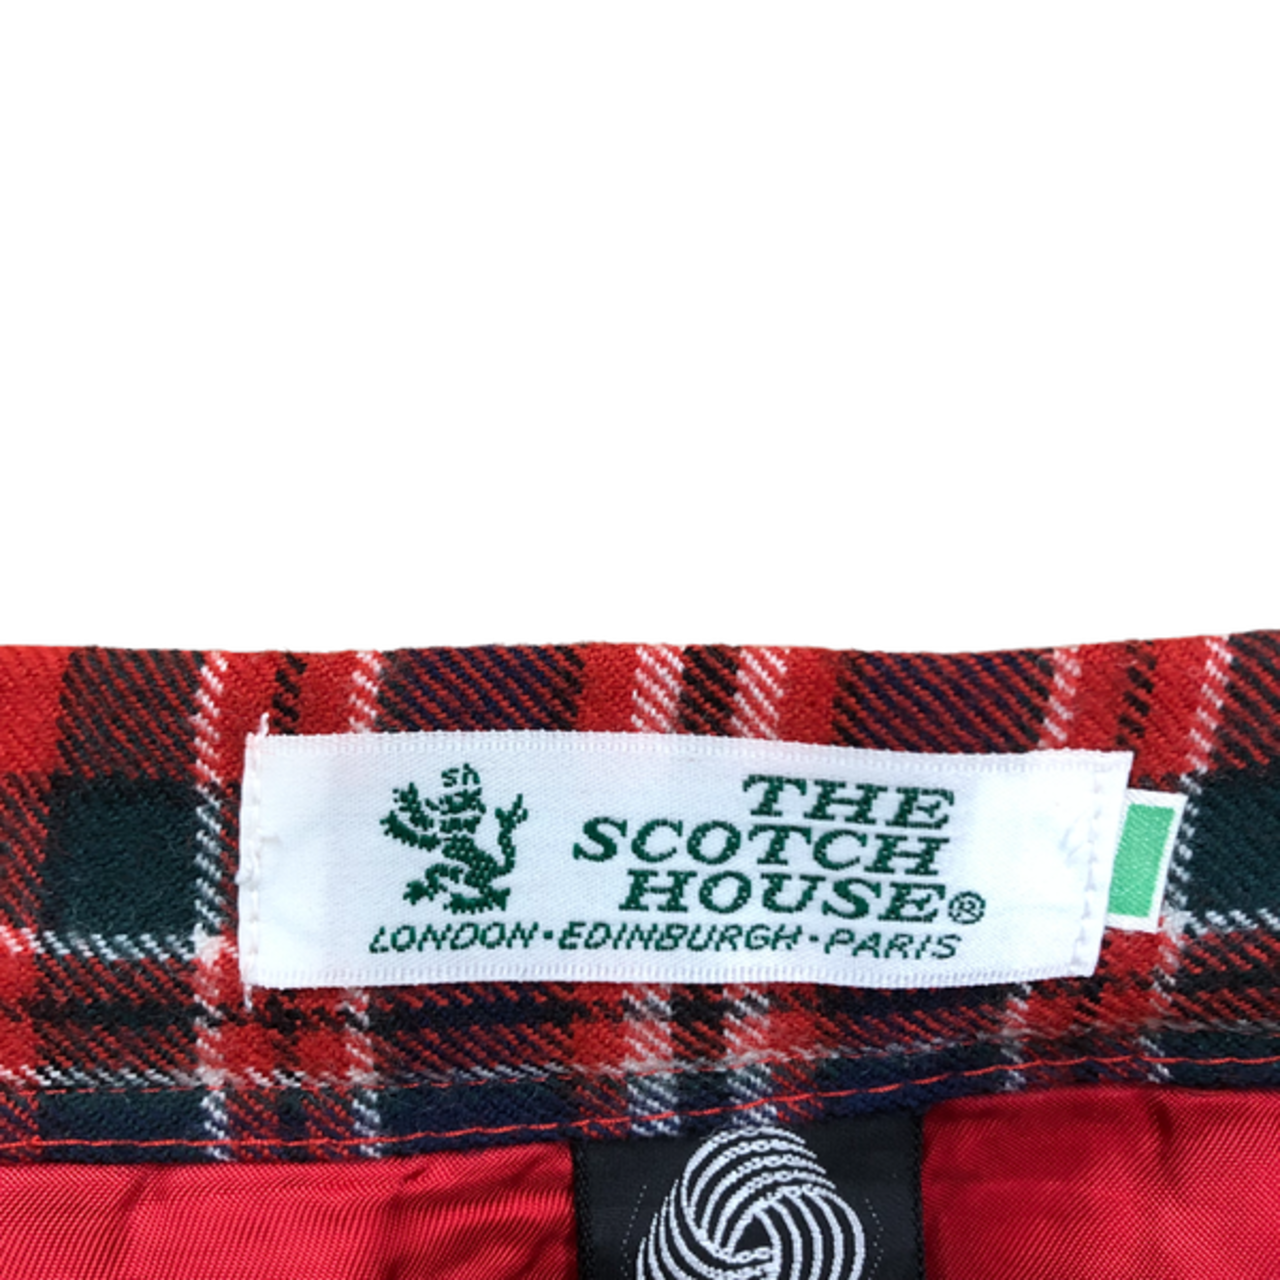 sh
THE
SCOTCH
HOUSE®
LONDON·EDINBURGH·PARIS